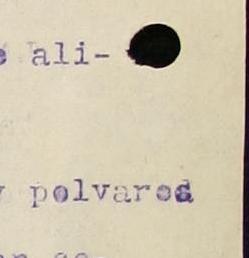 e ali-
y polvared